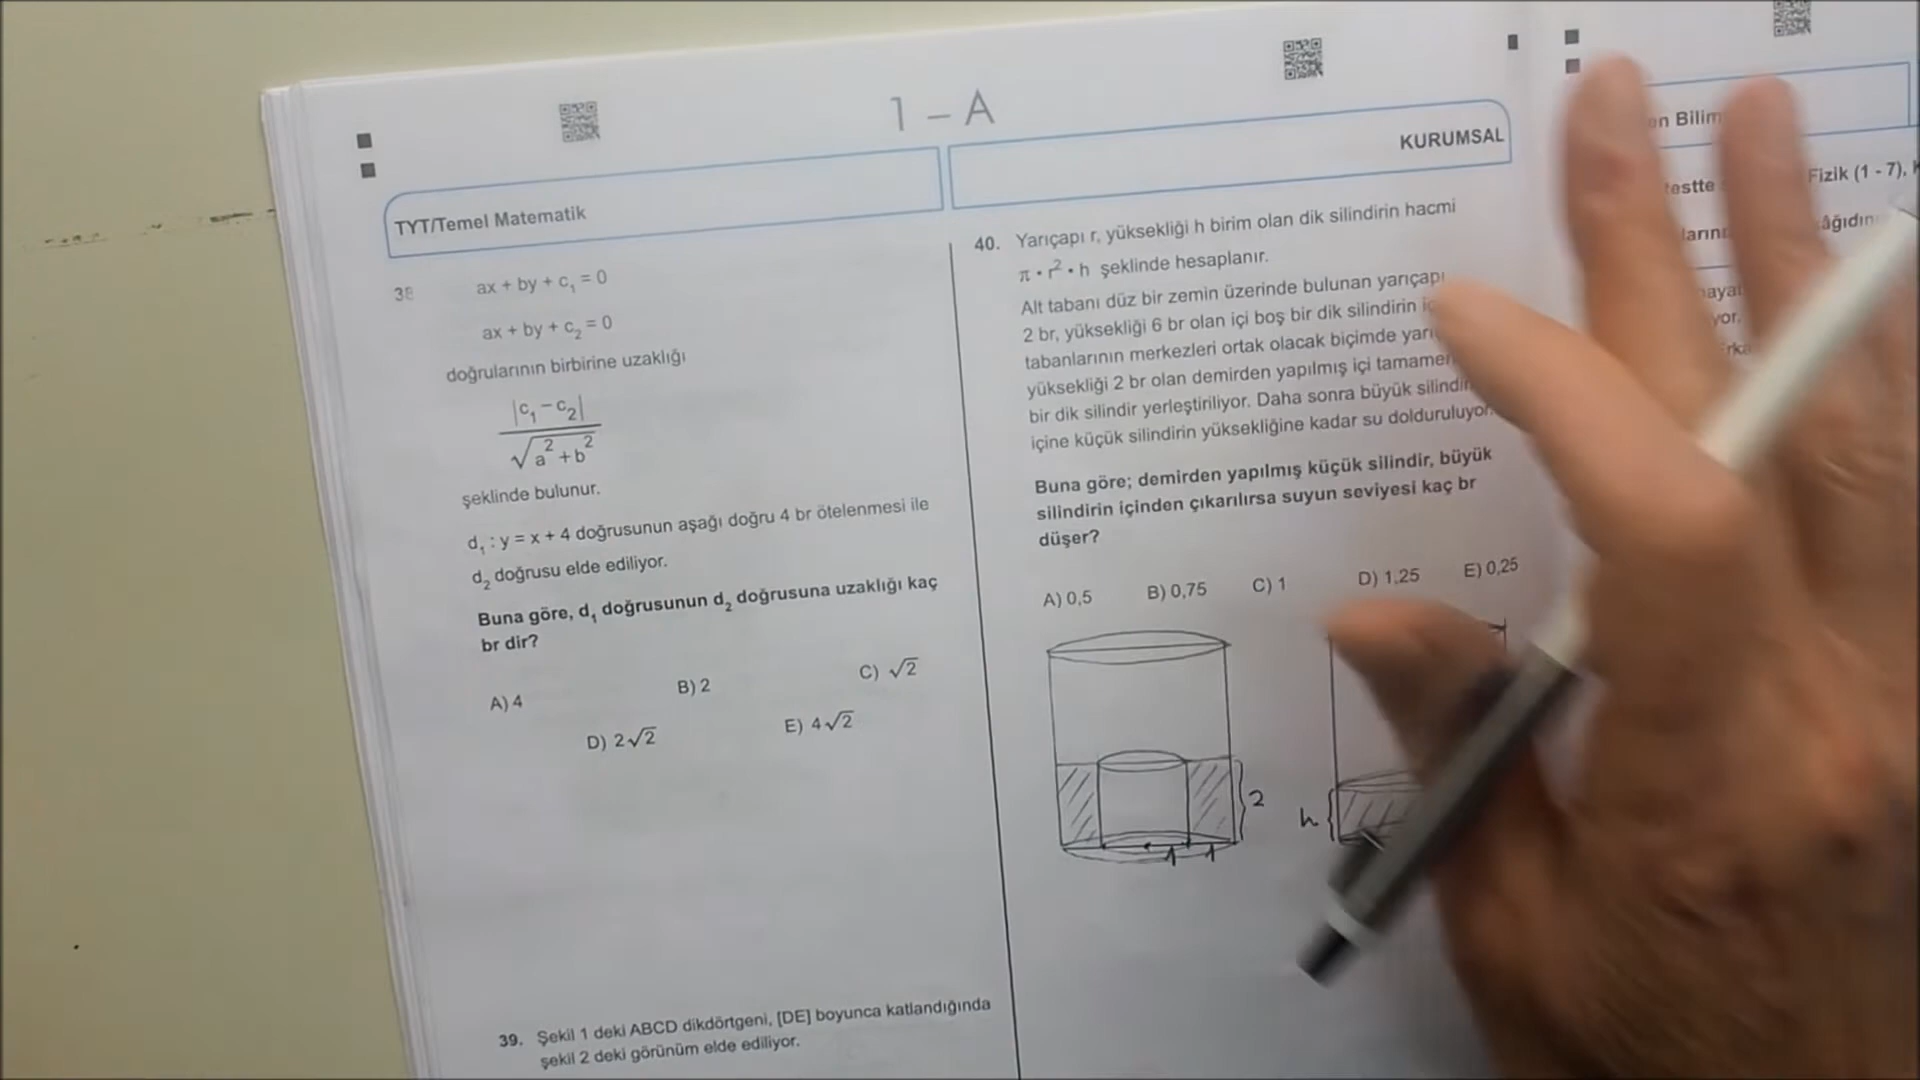 1 – A
TYT/Temel Matematik
KURUMSAL
38
ax + by + c₁ = 0
ax + by + c₂ = 0
doğrularının birbirine uzaklığı
|c₁ – c₂|
√a² + b²
şeklinde bulunur.
d₁ : y = x + 4 doğrusunun aşağı doğru 4 br ötelenmesi ile
d₂ doğrusu elde ediliyor.
Buna göre, d₁ doğrusunun d₂ doğrusuna uzaklığı kaç
br dir?
A) 4
B) 2
C) √2
D) 2√2
E) 4√2
39. Şekil 1 deki ABCD dikdörtgeni, [DE] boyunca katlandığında
şekil 2 deki görünüm elde ediliyor.
40. Yarıçapı r, yüksekliği h birim olan dik silindirin hacmi
π • r² • h şeklinde hesaplanır.
Alt tabanı düz bir zemin üzerinde bulunan yarıçapı
2 br, yüksekliği 6 br olan içi boş bir dik silindirin
tabanlarının merkezleri ortak olacak biçimde
yüksekliği 2 br olan demirden yapılmış içi
bir dik silindir yerleştiriliyor. Daha sonra büyük
içine küçük silindirin yüksekliğine kadar su dolduruluyor.
Buna göre; demirden yapılmış küçük silindir, büyük
silindirin içinden çıkarılırsa suyun seviyesi kaç br
düşer?
A) 0,5
B) 0,75
C) 1
D) 1,25
E) 0,25
2
h
1
1
Fizik (1 - 7),